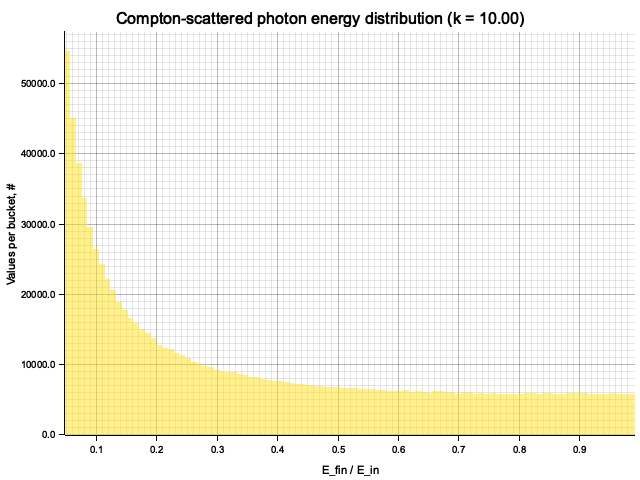 Compton-scattered photon energy distribution (k = 10.00)
Values per bucket, #
50000.0
40000.0
30000.0
20000.0
10000.0
0.0
0.1 0.2 0.3 0.4 0.5 0.6 0.7 0.8 0.9
E_fin / E_in